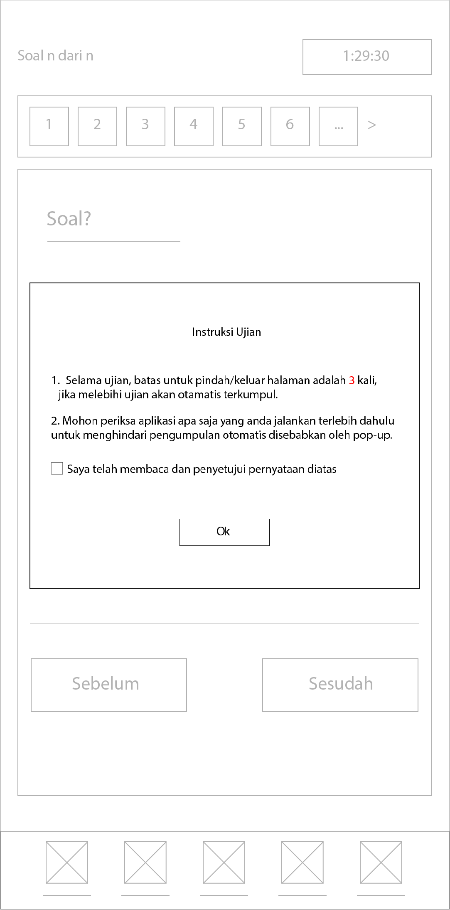 Soal n dari n
1:29:30
1 2 3 4 5 6 ... >
Soal?
Instruksi Ujian
1. Selama ujian, batas untuk pindah/keluar halaman adalah 3 kali,
jika melebihi ujian akan otomatis terkumpul.
2. Mohon periksa aplikasi apa saja yang anda jalankan terlebih dahulu
untuk menghindari pengumpulan otomatis disebabkan oleh pop-up.
Saya telah membaca dan penyetujui pernyataan diatas
Ok
Sebelum
Sesudah